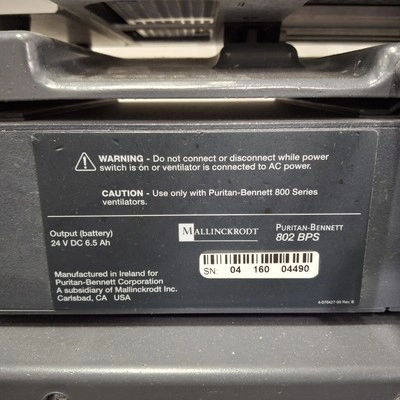 WARNING - Do not connect or disconnect while power
switch is on or ventilator is connected to AC power.
CAUTION - Use only with Puritan-Bennett 800 Series
ventilators.
Output (battery)
24 V DC 6.5 Ah
MALLINCKRODT
PURITAN-BENNETT
802 BPS
SN: 04 160 04490
Manufactured in Ireland for
Puritan-Bennett Corporation
A subsidiary of Mallinckrodt Inc.
Carlsbad, CA USA